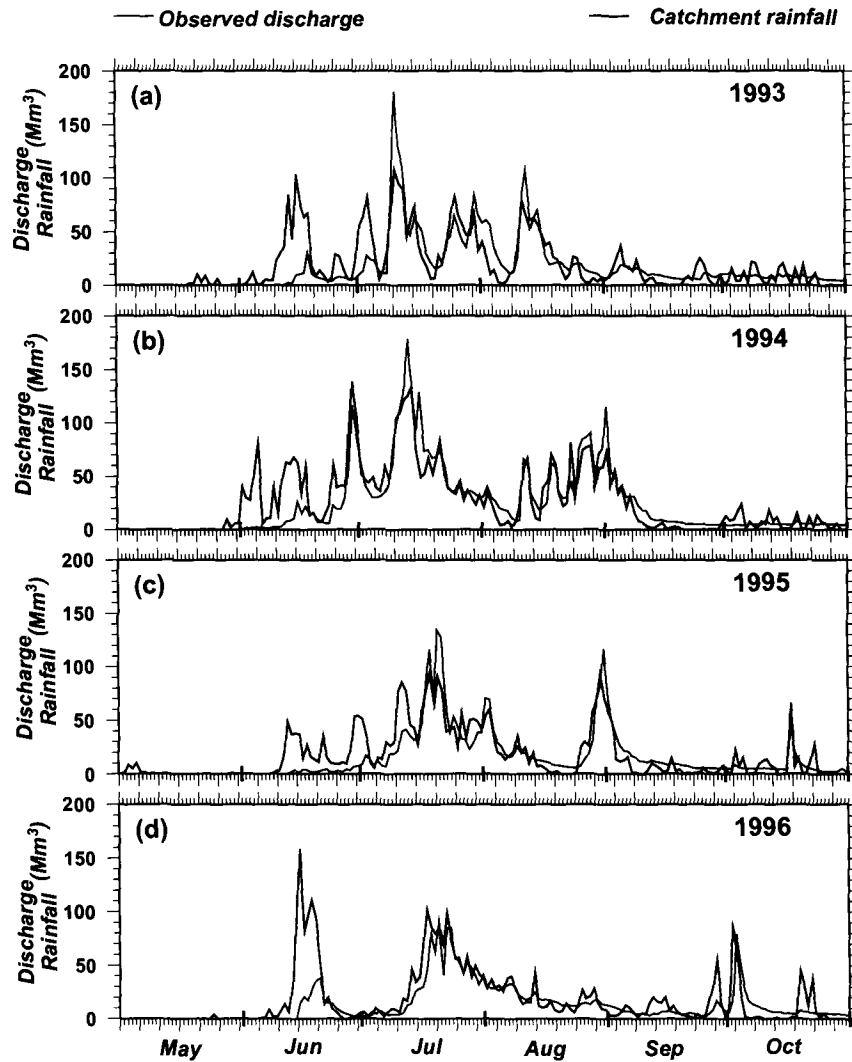 Observed discharge
Catchment rainfall
200
150
100
50
0
Discharge (Mm³)
Rainfall
(a)
1993
200
150
100
50
0
Discharge (Mm³)
Rainfall
(b)
1994
200
150
100
50
0
Discharge (Mm³)
Rainfall
(c)
1995
200
150
100
50
0
Discharge (Mm³)
Rainfall
(d)
1996
May Jun Jul Aug Sep Oct